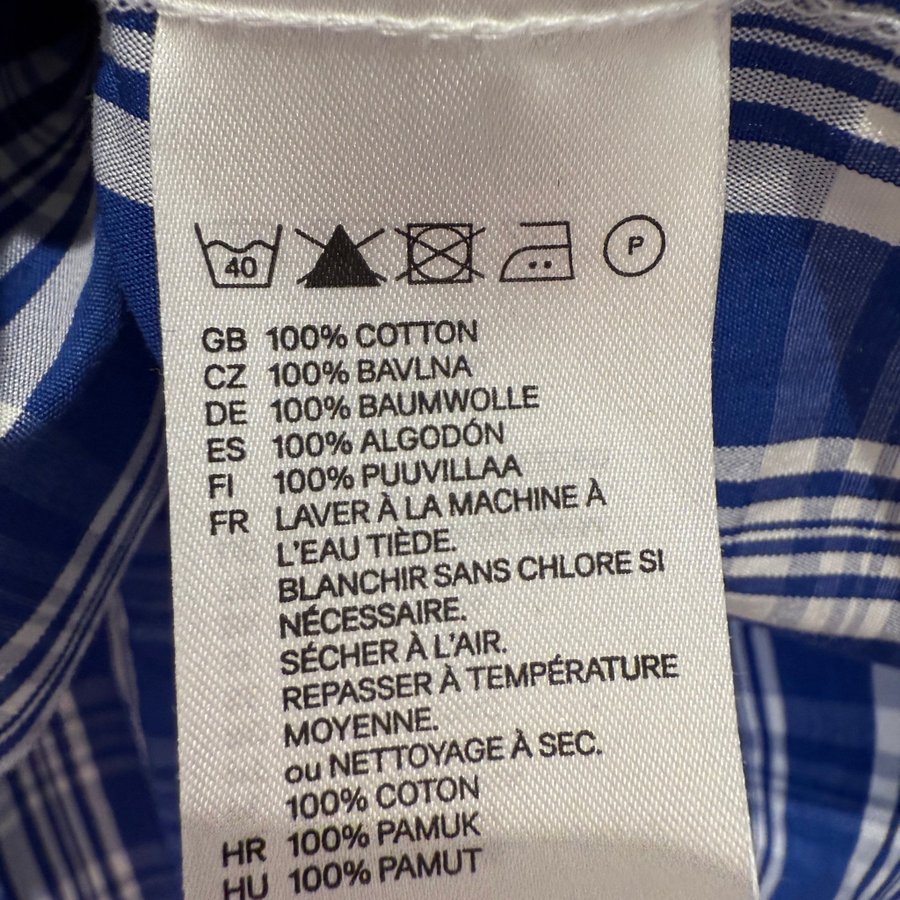 40
P
GB 100% COTTON
CZ 100% BAVLNA
DE 100% BAUMWOLLE
ES 100% ALGODÓN
FI 100% PUUVILLAA
FR LAVER À LA MACHINE À
L'EAU TIÈDE.
BLANCHIR SANS CHLORE SI
NÉCESSAIRE.
SÉCHER À L'AIR.
REPASSER À TEMPÉRATURE
MOYENNE.
ou NETTOYAGE À SEC.
100% COTON
HR 100% PAMUK
HU 100% PAMUT